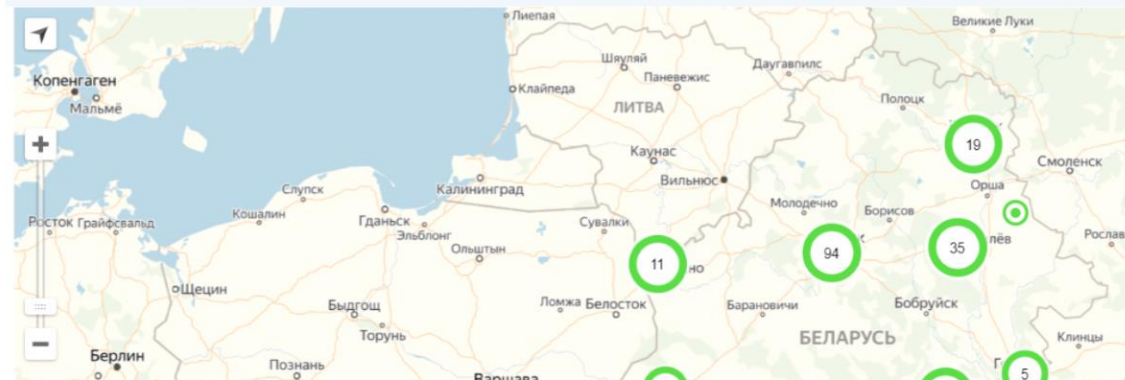 Лиепая
Великие Луки
Шяуляй
Даугавпилс
Копенгаген
Паневежис
Клайпеда
Мальмё
ЛИТВА
Полоцк
19
Каунас
Смоленск
Вильнюс
Калининград
Орша
Слупск
Молодечно
Борисов
Кошалин
Гданьск
Росток Грайфсвальд
Сувалки
Эльблонг
лёв
Рослав
35
Ольштын
94
11
но
Щецин
Ломжа Белосток
Барановичи
Бобруйск
Быдгощ
Торунь
БЕЛАРУСЬ
Клинцы
Берлин
Познань
Г
5
Варшава